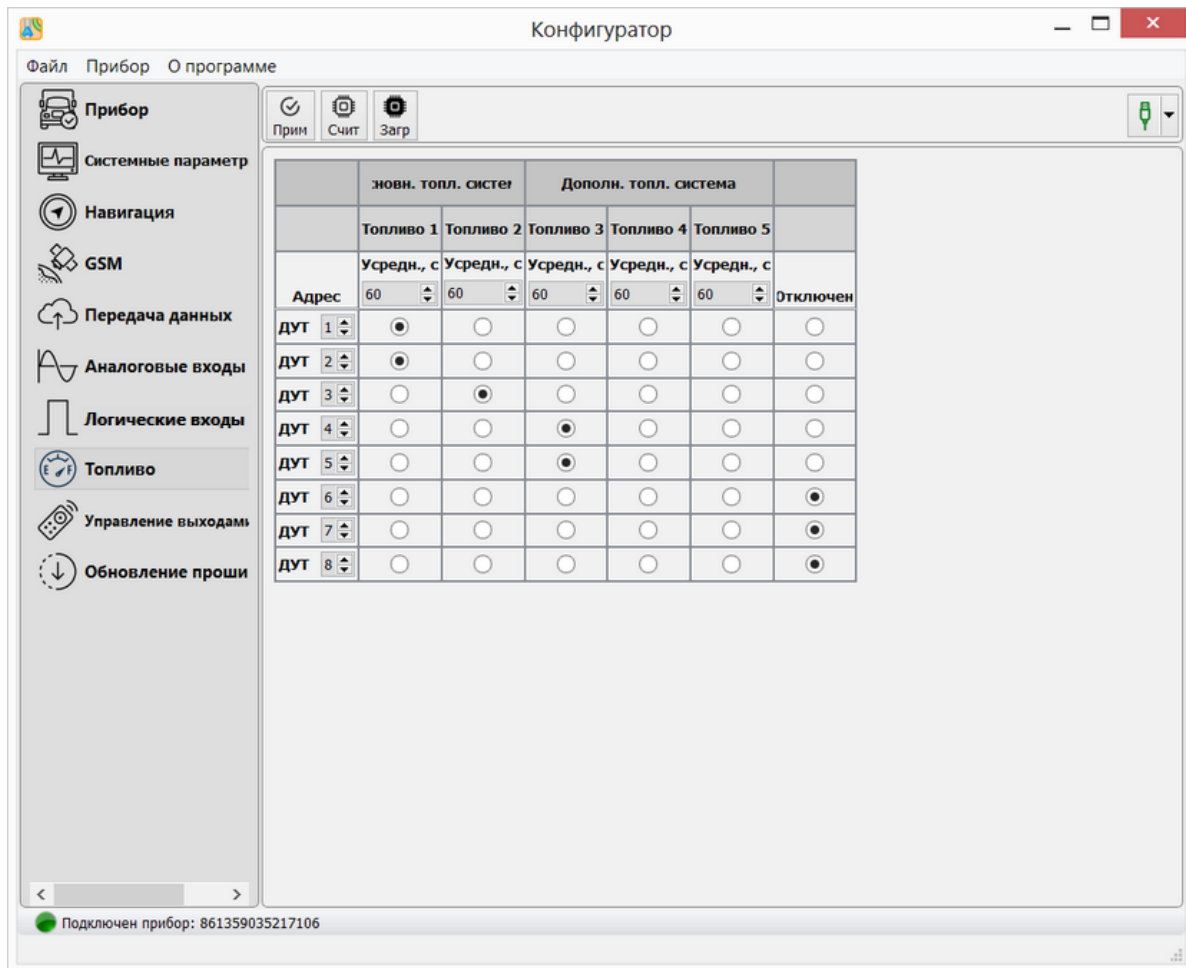 Конфигуратор
Файл Прибор О программе
Прибор
Системные параметр
Навигация
GSM
Передача данных
Аналоговые входы
Логические входы
E F Топливо
Управление выходами
Обновление проши
Прим Счит Загр
новн. топл. систем Дополн. топл. система
Топливо 1 Топливо 2 Топливо 3 Топливо 4 Топливо 5
Усредн., с Усредн., с Усредн., с Усредн., с Усредн., с
Адрес 60 60 60 60 60 Отключен
ДУТ 1
ДУТ 2
ДУТ 3
ДУТ 4
ДУТ 5
ДУТ 6
ДУТ 7
ДУТ 8
Подключен прибор: 861359035217106